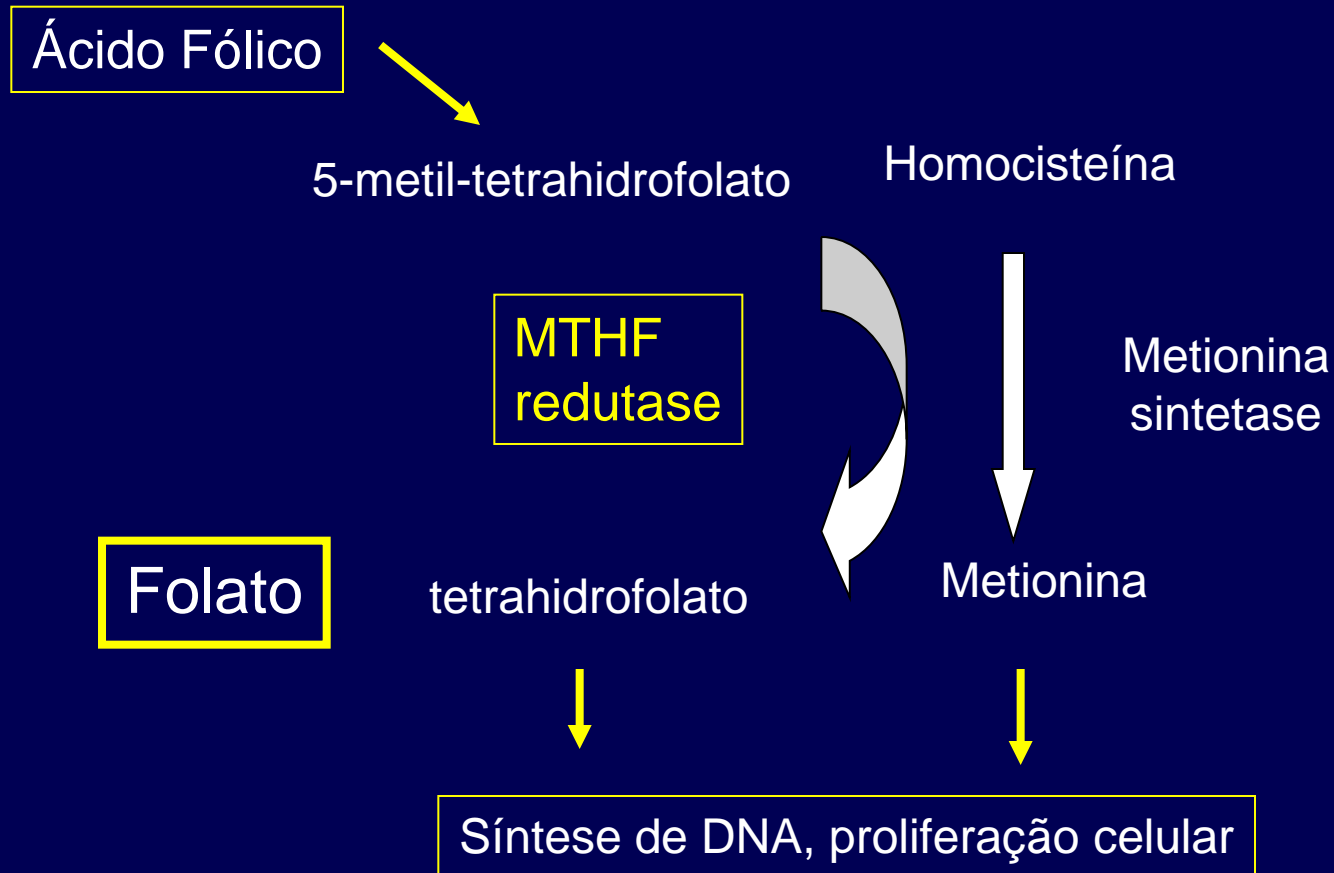 Ácido Fólico
5-metil-tetrahidrofolato
Homocisteína
MTHF
redutase
Metionina
sintetase
Folato
tetrahidrofolato
Metionina
Síntese de DNA, proliferação celular